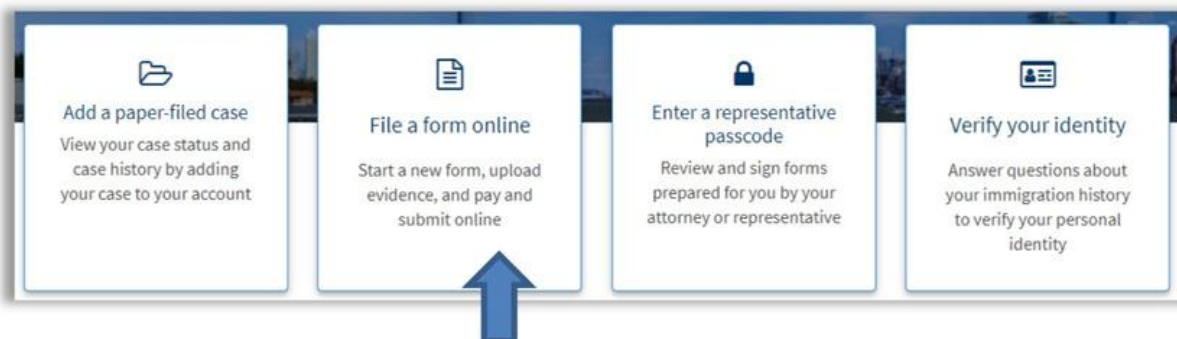 Add a paper-filed case
View your case status and
case history by adding
your case to your account
File a form online
Start a new form, upload
evidence, and pay and
submit online
Enter a representative
passcode
Review and sign forms
prepared for you by your
attorney or representative
Verify your identity
Answer questions about
your immigration history
to verify your personal
identity